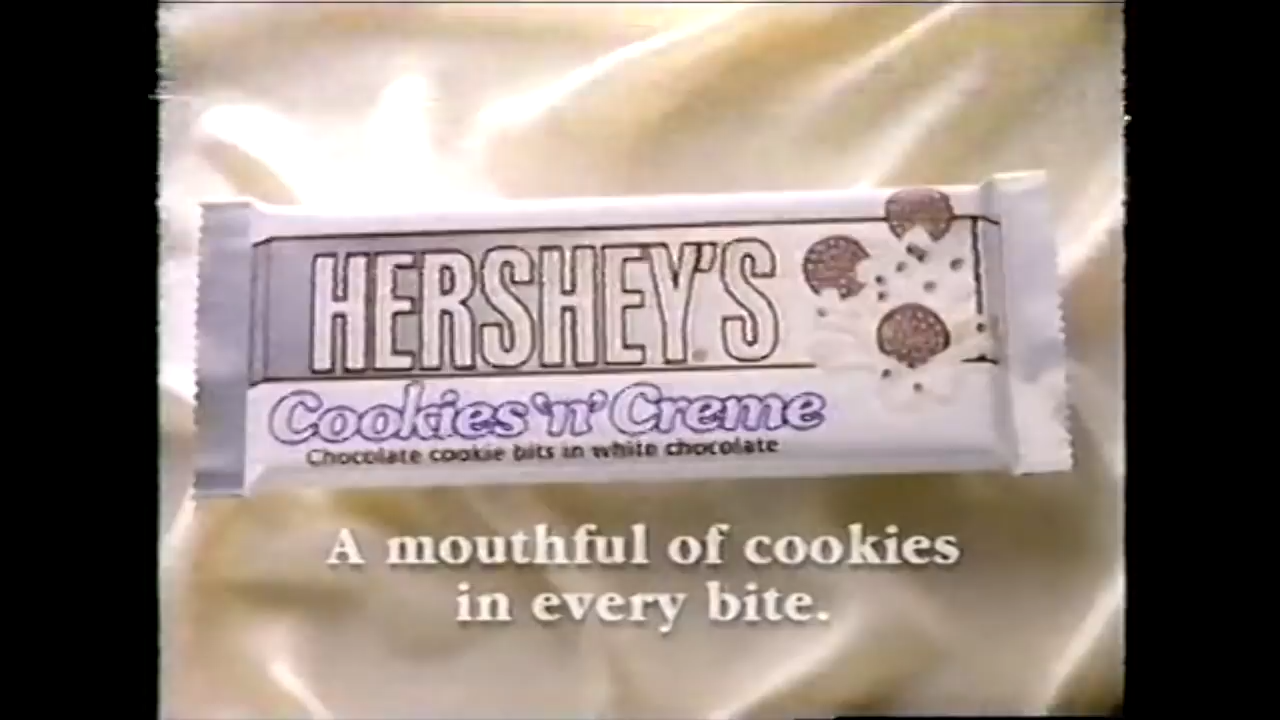 HERSHEY'S
Cookies 'n' Creme
Chocolate cookie bits in white chocolate
A mouthful of cookies
in every bite.